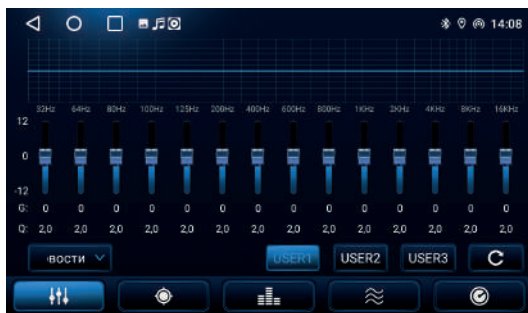 14:08
32Hz 64Hz 80Hz 100Hz 125Hz 200Hz 400Hz 600Hz 800Hz 1KHz 2KHz 4KHz 8KHz 16KHz
12
0
-12
G: 0 0 0 0 0 0 0 0 0 0 0 0 0 0
Q: 2,0 2,0 2,0 2,0 2,0 2,0 2,0 2,0 2,0 2,0 2,0 2,0 2,0 2,0
вости USER1 USER2 USER3